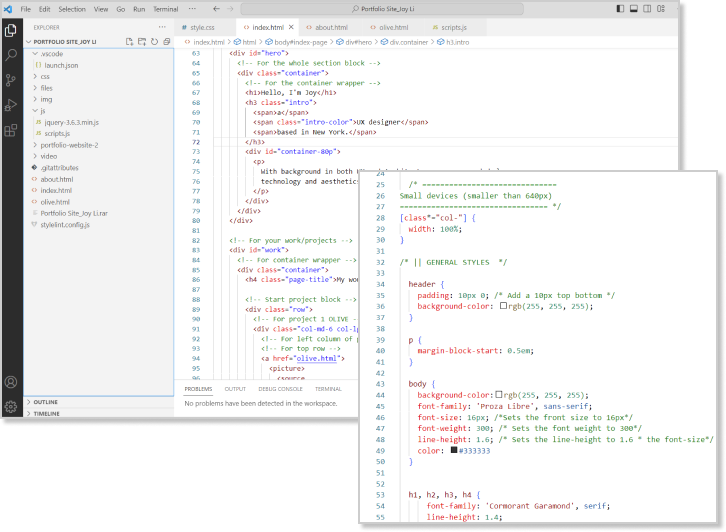 File Edit Selection View Go Run Terminal ··· Portfolio Site_Joy Li
EXPLORER ···
PORTFOLIO SITE_JOY LI
.vscode
launch.json
css
files
img
js
jquery-3.6.3.min.js
scripts.js
portfolio-website-2
video
.gitattributes
about.html
index.html
olive.html
Portfolio Site_Joy Li.rar
stylelint.config.js
OUTLINE
TIMELINE
style.css index.html about.html olive.html scripts.js
index.html > html > body#index-page > div#hero > div.container > h3.intro
63 <div id="hero">
64 <!-- For the whole section block -->
65 <div class="container">
66 <!-- For the container wrapper -->
67 <h1>Hello, I'm Joy</h1>
68 <h3 class="intro">
69 <span>a</span>
70 <span class="intro-color">UX designer</span>
71 <span>based in New York.</span>
72 </h3>
73 <div id="container-80p">
74 <p>
75 With background in both
76 technology and aesthetics
77 </p>
78 </div>
79 </div>
80 </div>
81
82 <!-- For your work/projects -->
83 <div id="work">
84 <!-- For container wrapper -->
85 <div class="container">
86 <h4 class="page-title">My wo
87
88 <!-- Start project block -->
89 <div class="row">
90 <!-- For project 1 OLIVE --
91 <div class="col-md-6 col-l
92 <!-- For left column of p
93 <!-- For top row -->
94 <a href="olive.html">
95 <picture>
96 <source
PROBLEMS OUTPUT DEBUG CONSOLE TERMINAL
No problems have been detected in the workspace.
24
25 /* ==============================
26 Small devices (smaller than 640px)
27 ================================ */
28 [class*="col-"] {
29 width: 100%;
30 }
31
32 /* || GENERAL STYLES */
33
34 header {
35 padding: 10px 0; /* Add a 10px top bottom */
36 background-color: rgb(255, 255, 255);
37 }
38
39 p {
40 margin-block-start: 0.5em;
41 }
42
43 body {
44 background-color: rgb(255, 255, 255);
45 font-family: 'Proza Libre', sans-serif;
46 font-size: 16px; /*Sets the front size to 16px*/
47 font-weight: 300; /* Sets the font weight to 300*/
48 line-height: 1.6; /* Sets the line-height to 1.6 * the font-size*/
49 color: #333333
50 }
51
52
53 h1, h2, h3, h4 {
54 font-family: 'Cormorant Garamond', serif;
55 line-height: 1.4;